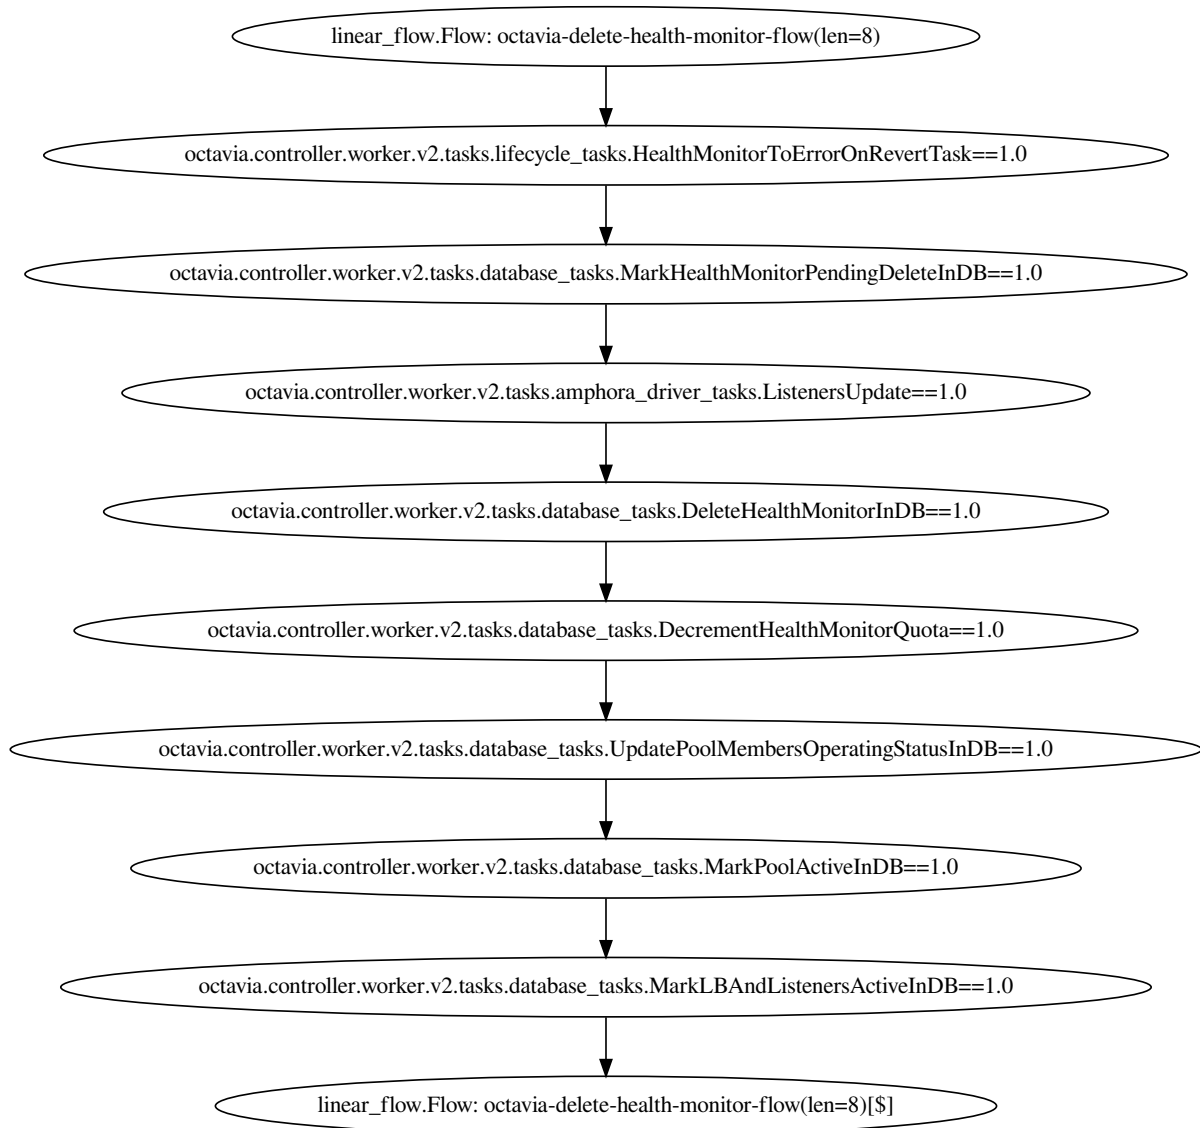 linear_flow.Flow: octavia-delete-health-monitor-flow(len=8)
octavia.controller.worker.v2.tasks.lifecycle_tasks.HealthMonitorToErrorOnRevertTask==1.0
octavia.controller.worker.v2.tasks.database_tasks.MarkHealthMonitorPendingDeleteInDB==1.0
octavia.controller.worker.v2.tasks.amphora_driver_tasks.ListenersUpdate==1.0
octavia.controller.worker.v2.tasks.database_tasks.DeleteHealthMonitorInDB==1.0
octavia.controller.worker.v2.tasks.database_tasks.DecrementHealthMonitorQuota==1.0
octavia.controller.worker.v2.tasks.database_tasks.UpdatePoolMembersOperatingStatusInDB==1.0
octavia.controller.worker.v2.tasks.database_tasks.MarkPoolActiveInDB==1.0
octavia.controller.worker.v2.tasks.database_tasks.MarkLBAndListenersActiveInDB==1.0
linear_flow.Flow: octavia-delete-health-monitor-flow(len=8)[$]